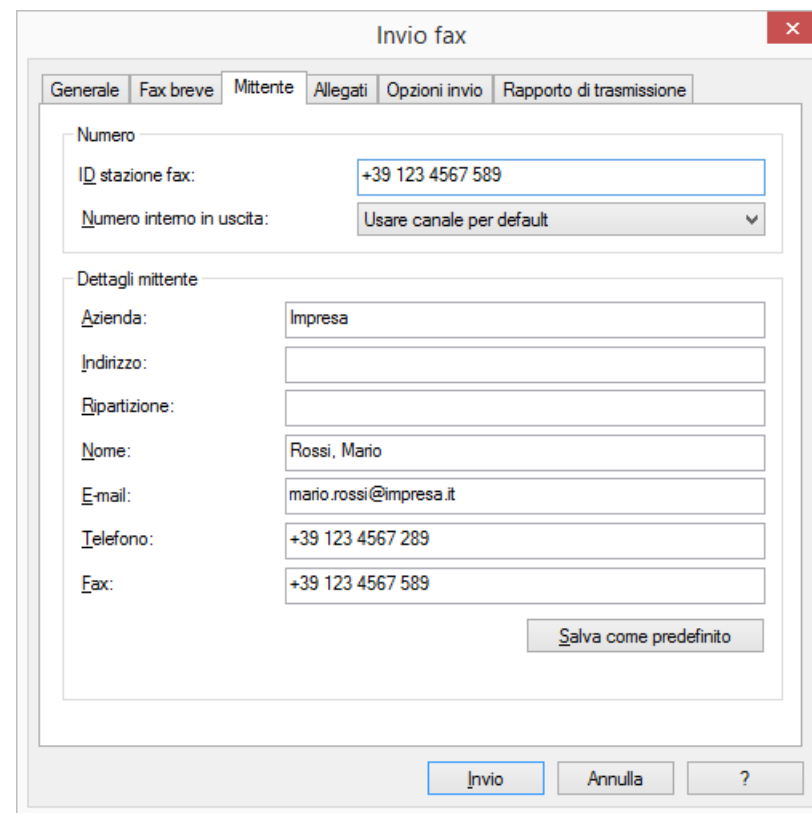 Invio fax
Generale Fax breve Mittente Allegati Opzioni invio Rapporto di trasmissione
Numero
ID stazione fax: +39 123 4567 589
Numero interno in uscita: Usare canale per default
Dettagli mittente
Azienda: Impresa
Indirizzo:
Ripartizione:
Nome: Rossi, Mario
E-mail: mario.rossi@impresa.it
Telefono: +39 123 4567 289
Fax: +39 123 4567 589
Salva come predefinito
Invio Annulla ?